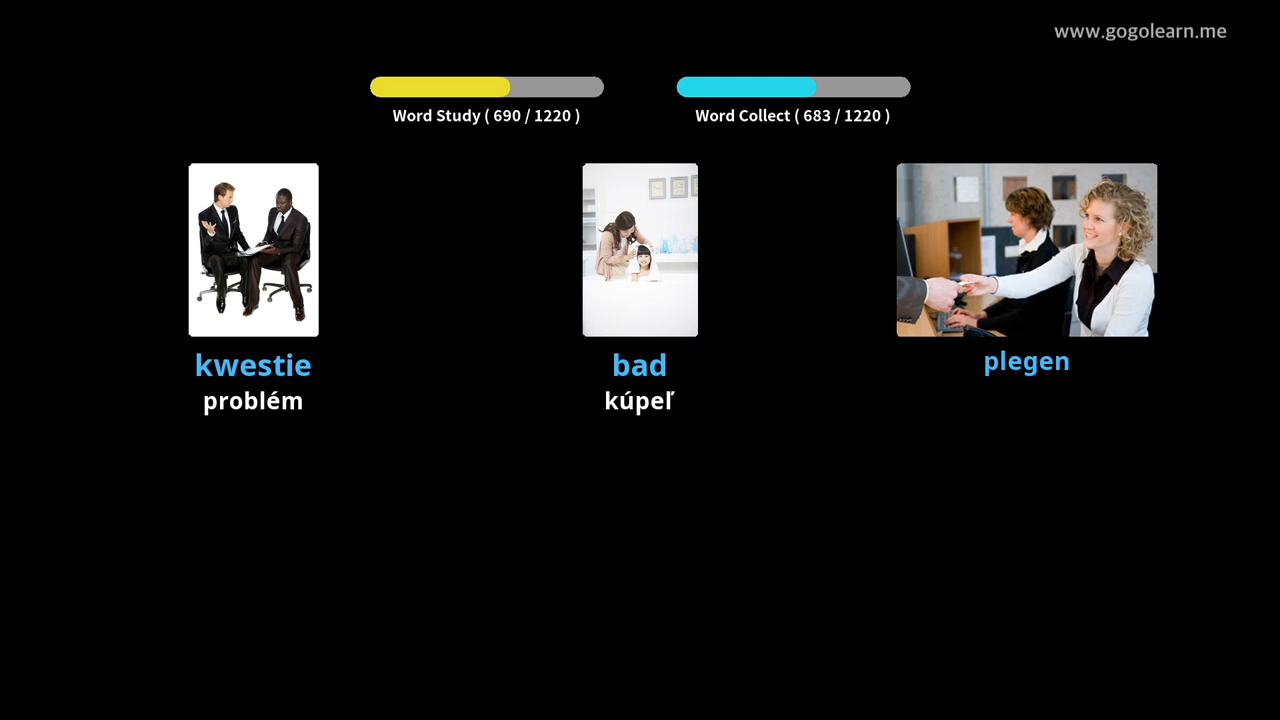 www.gogolearn.me
Word Study ( 690 / 1220 )
Word Collect ( 683 / 1220 )
kwestie
problém
bad
kúpeľ
plegen